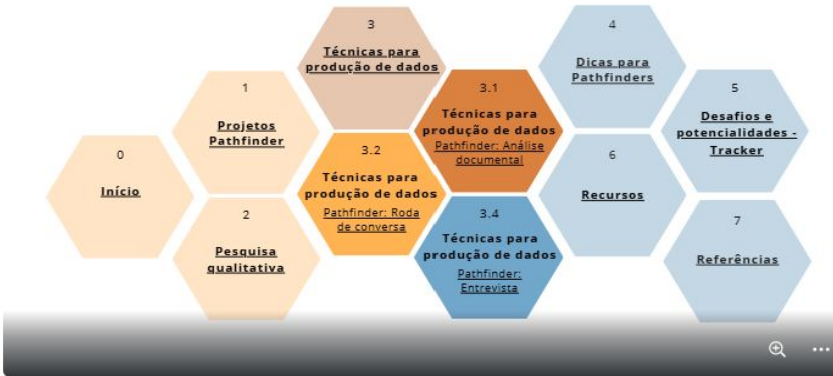 0
Início
1
Projetos
Pathfinder
2
Pesquisa
qualitativa
3
Técnicas para
produção de dados
3.1
Técnicas para
produção de dados
Pathfinder: Análise
documental
3.2
Técnicas para
produção de dados
Pathfinder: Roda
de conversa
3.4
Técnicas para
produção de dados
Pathfinder:
Entrevista
4
Dicas para
Pathfinders
5
Desafios e
potencialidades -
Tracker
6
Recursos
7
Referências